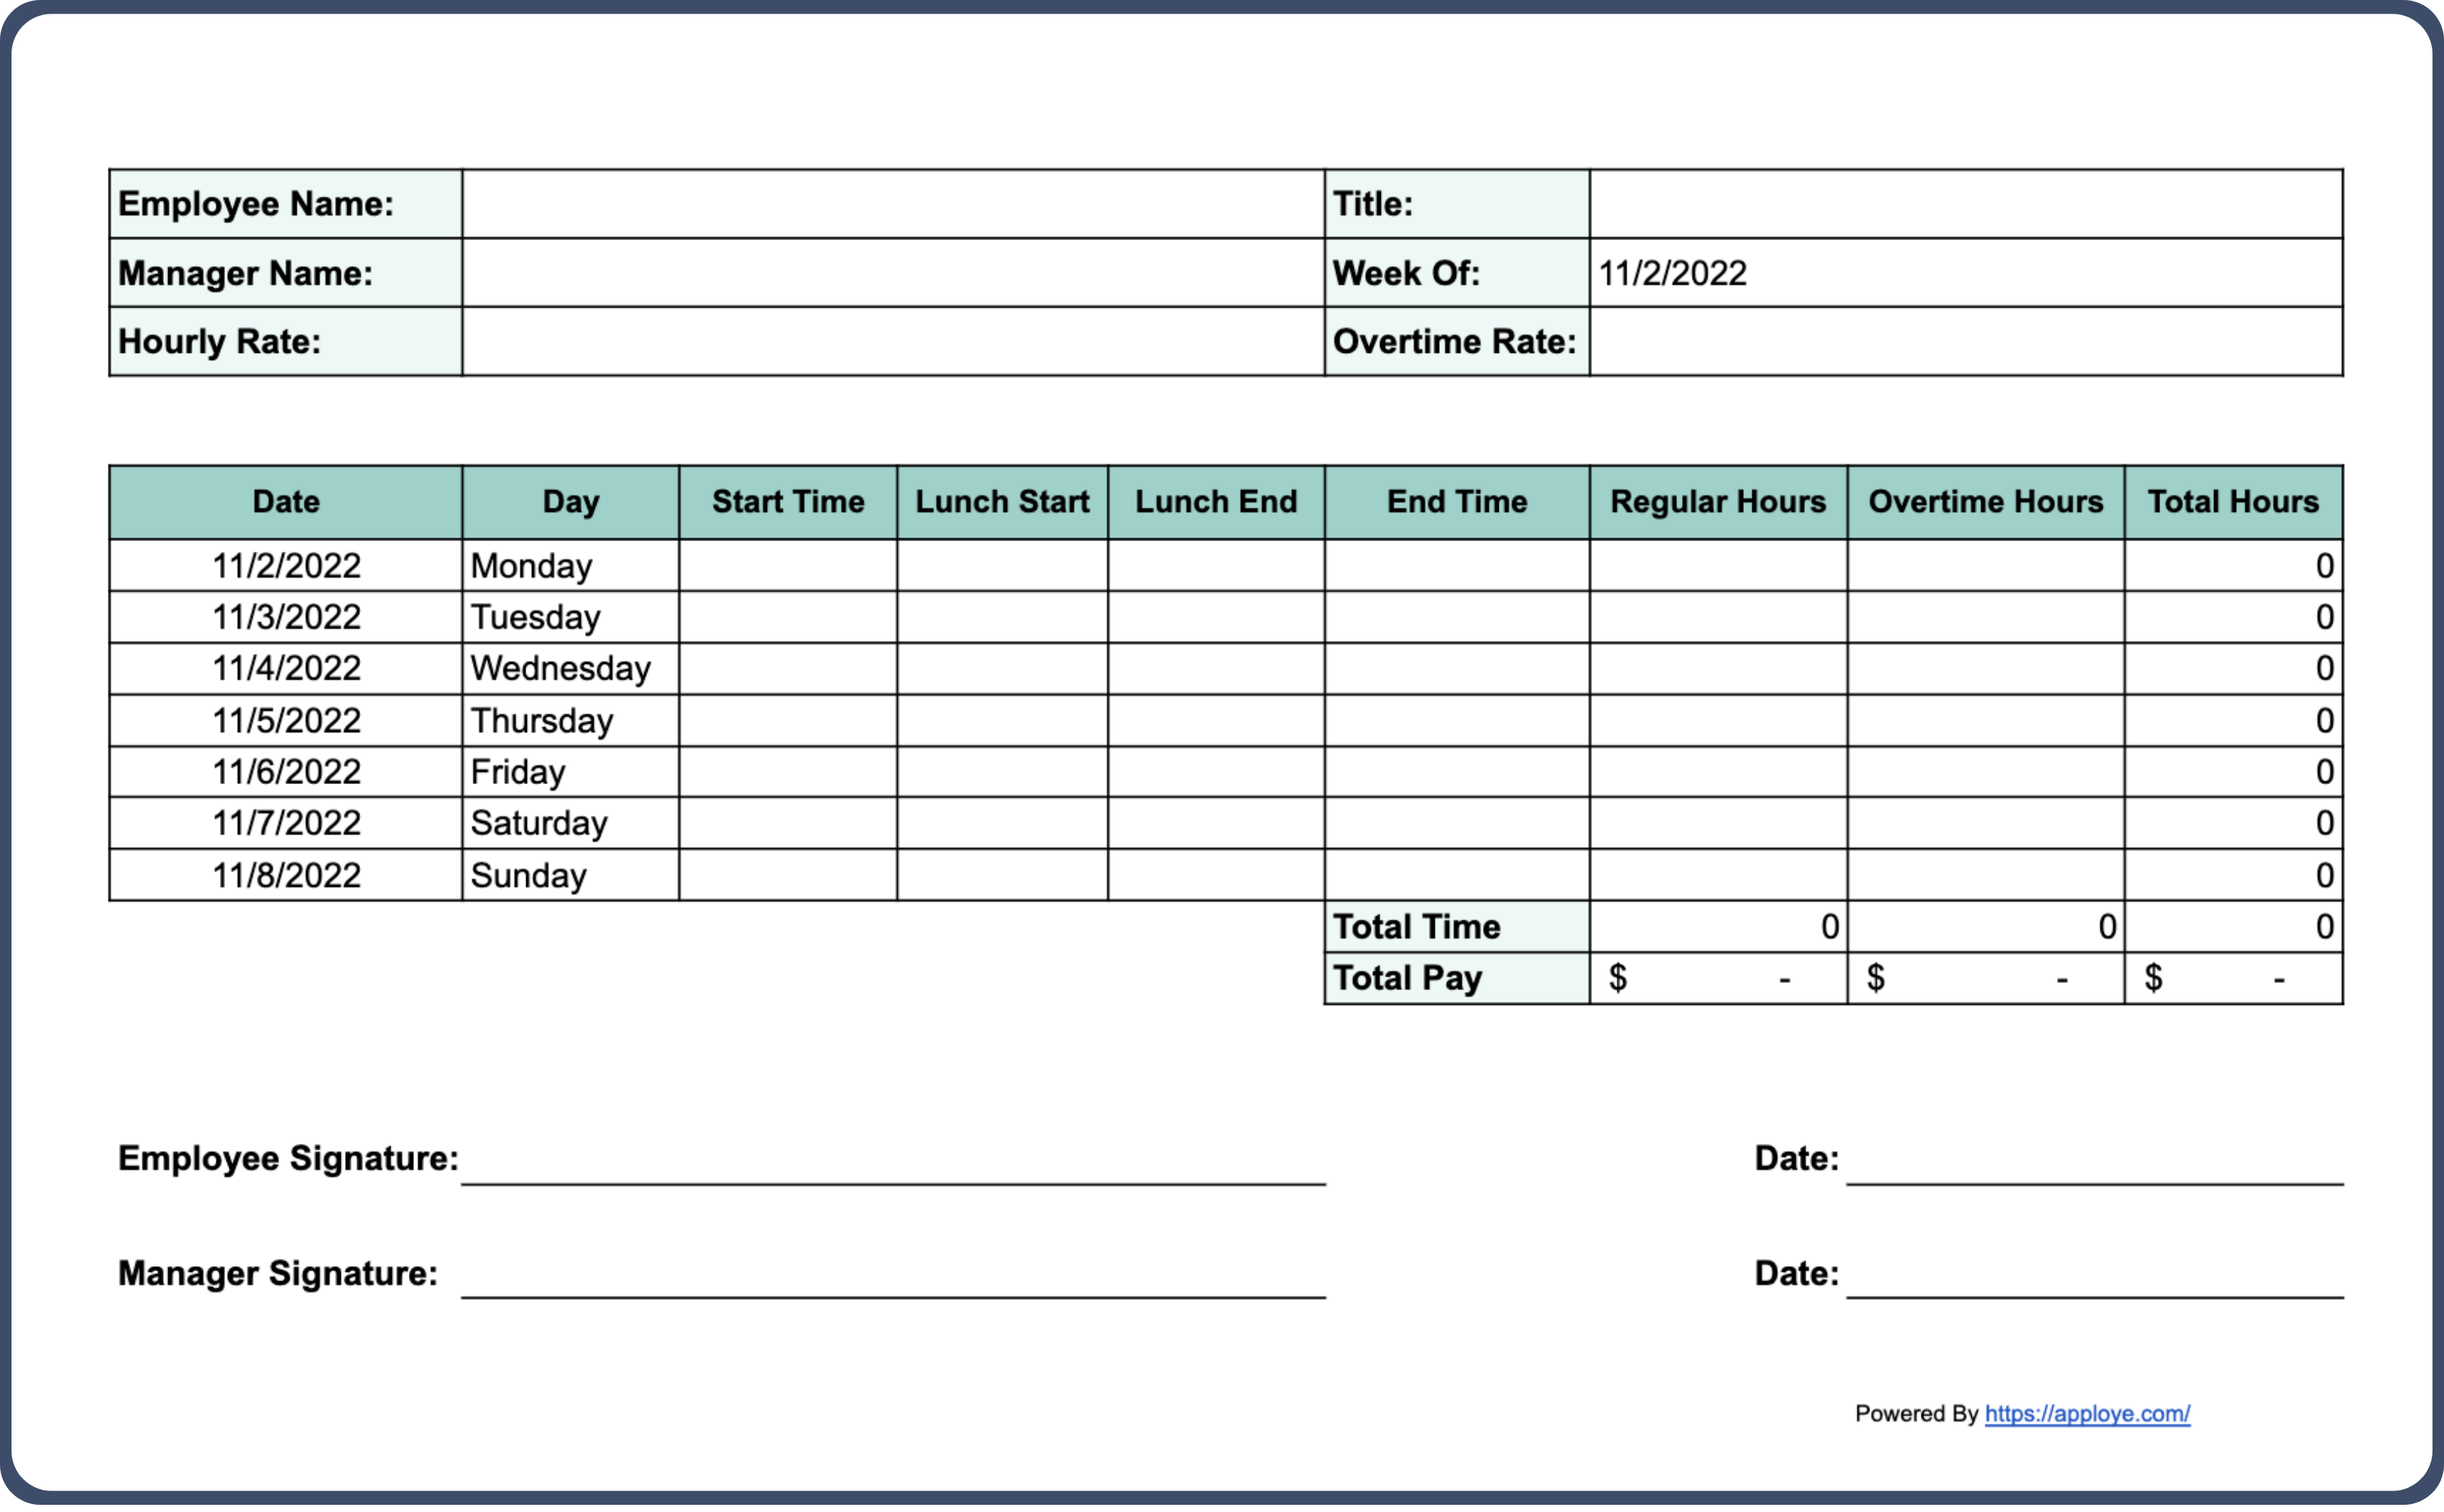 Employee Name: Title:
Manager Name: Week Of: 11/2/2022
Hourly Rate: Overtime Rate:
Date Day Start Time Lunch Start Lunch End End Time Regular Hours Overtime Hours Total Hours
11/2/2022 Monday 0
11/3/2022 Tuesday 0
11/4/2022 Wednesday 0
11/5/2022 Thursday 0
11/6/2022 Friday 0
11/7/2022 Saturday 0
11/8/2022 Sunday 0
Total Time 0 0 0
Total Pay $ - $ - $ -
Employee Signature: Date:
Manager Signature: Date:
Powered By https://apploye.com/